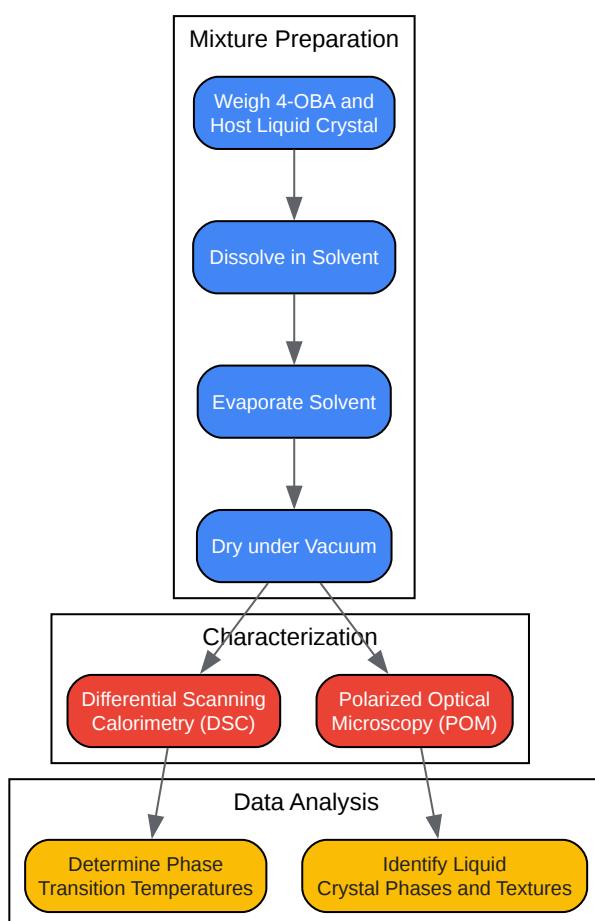 Mixture Preparation
Weigh 4-OBA and
Host Liquid Crystal
Dissolve in Solvent
Evaporate Solvent
Dry under Vacuum
Characterization
Differential Scanning
Calorimetry (DSC)
Polarized Optical
Microscopy (POM)
Data Analysis
Determine Phase
Transition Temperatures
Identify Liquid
Crystal Phases and Textures